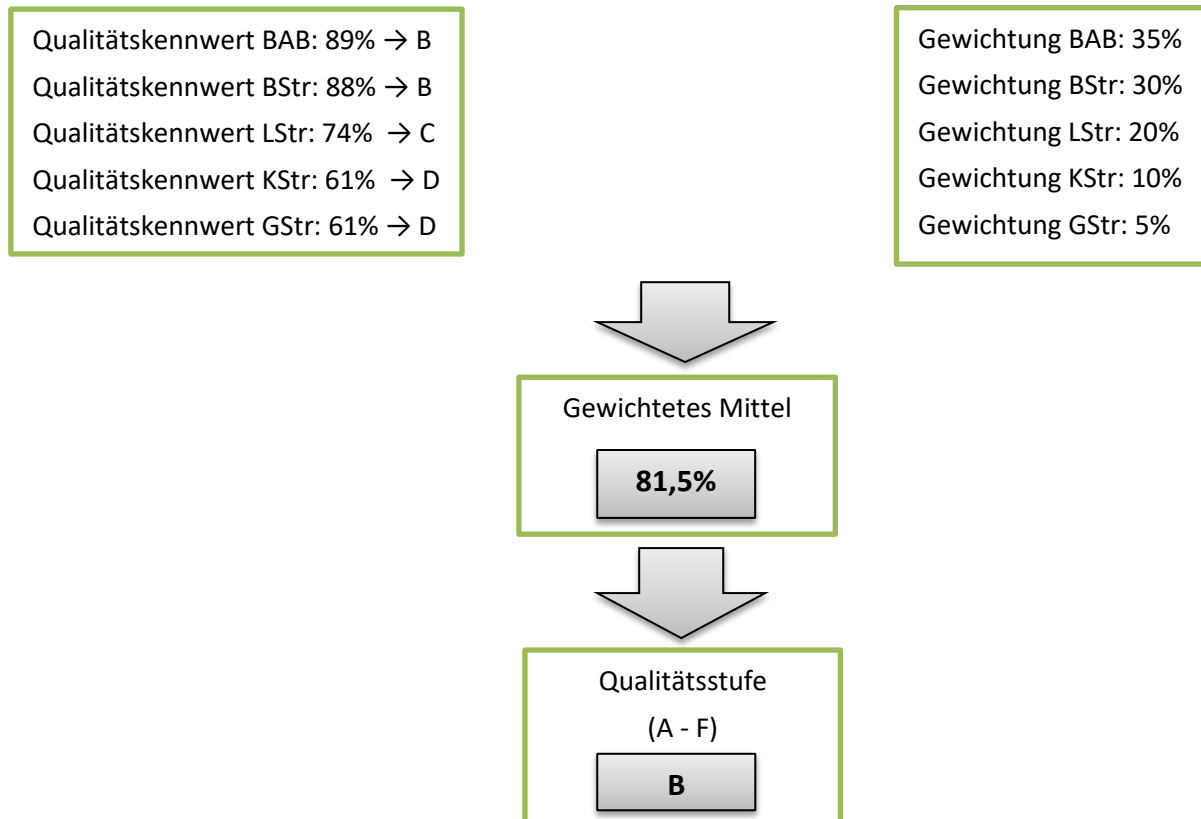 Qualitätskennwert BAB: 89% → B
Qualitätskennwert BStr: 88% → B
Qualitätskennwert LStr: 74% → C
Qualitätskennwert KStr: 61% → D
Qualitätskennwert GStr: 61% → D
Gewichtung BAB: 35%
Gewichtung BStr: 30%
Gewichtung LStr: 20%
Gewichtung KStr: 10%
Gewichtung GStr: 5%
Gewichtetes Mittel
81,5%
Qualitätsstufe
(A - F)
B